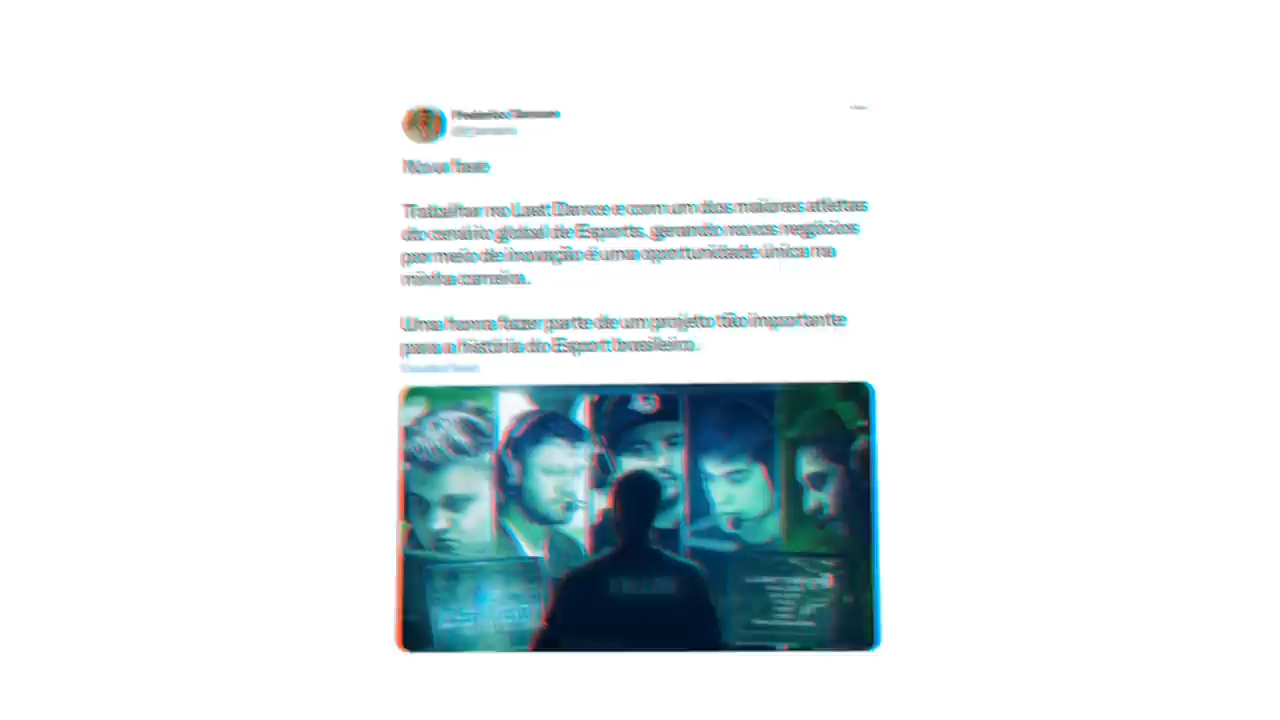 Nova fase
Trabalhar no Last Dance e com um dos maiores atletas
do cenário global de Esports, gerando novos negócios
por meio de inovação é uma oportunidade única na
minha carreira.
Uma honra fazer parte de um projeto tão importante
para a história do Esport brasileiro.